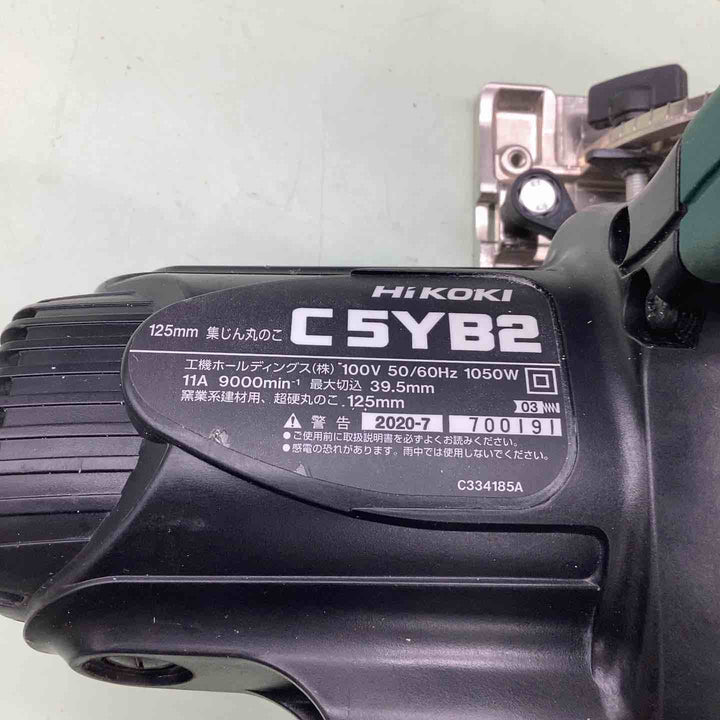 HiKOKI
125mm 集じん丸のこ C5YB2
工機ホールディングス(株) 100V 50/60Hz 1050W
11A 9000min⁻¹ 最大切込 39.5mm
窯業系建材用、超硬丸のこ 125mm
03
警告 2020-7 700191
●ご使用前に取扱説明書を必ずよくお読みください。
●感電の恐れがあります。雨中では使用しないでください。
C334185A